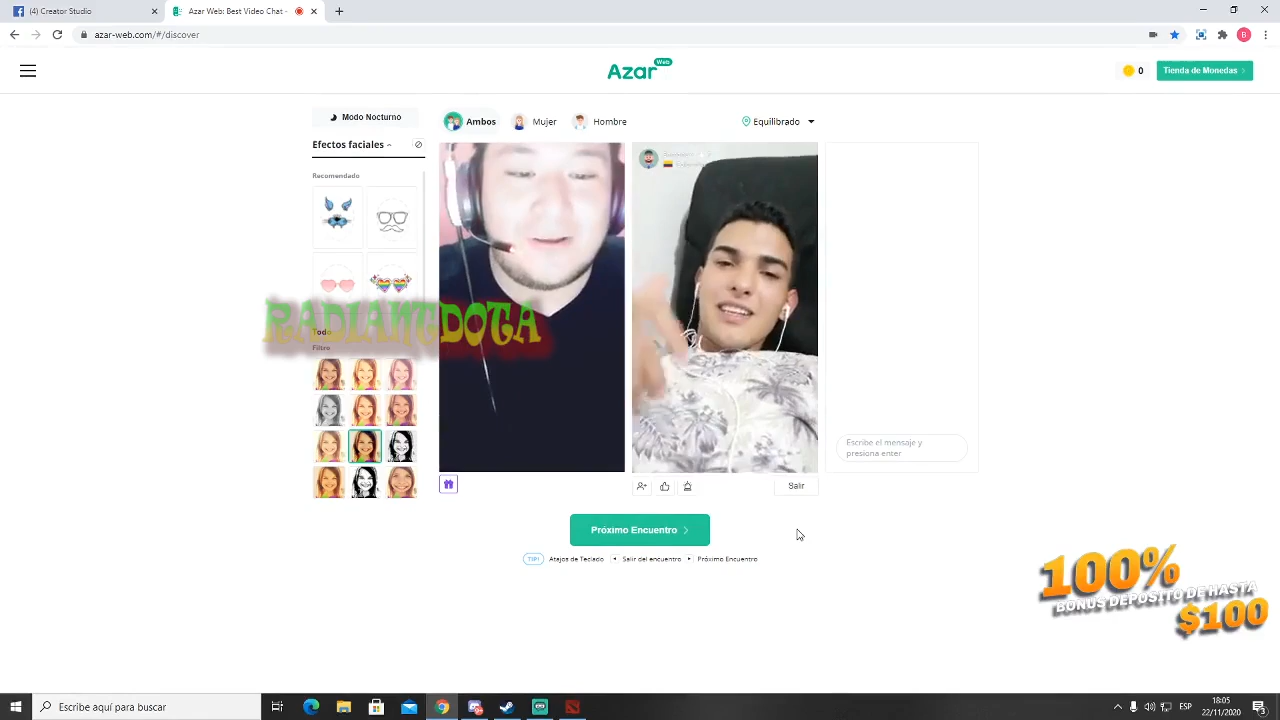 (4) Creator Studio
Azar Web: Best Video Chat -
azar-web.com/#/discover
B
Azar Web
0
Tienda de Monedas
Modo Nocturno
Ambos
Mujer
Hombre
Equilibrado
Efectos faciales
Recomendado
RADIANTDOTA
Todo
Filtro
Escribe el mensaje y
presiona enter
Salir
Próximo Encuentro
TIP!
Atajos de Teclado
Salir del encuentro
Próximo Encuentro
100%
BONUS DEPOSITO DE HASTA
$100
Escribe aquí para buscar
ESP
18:05
22/11/2020